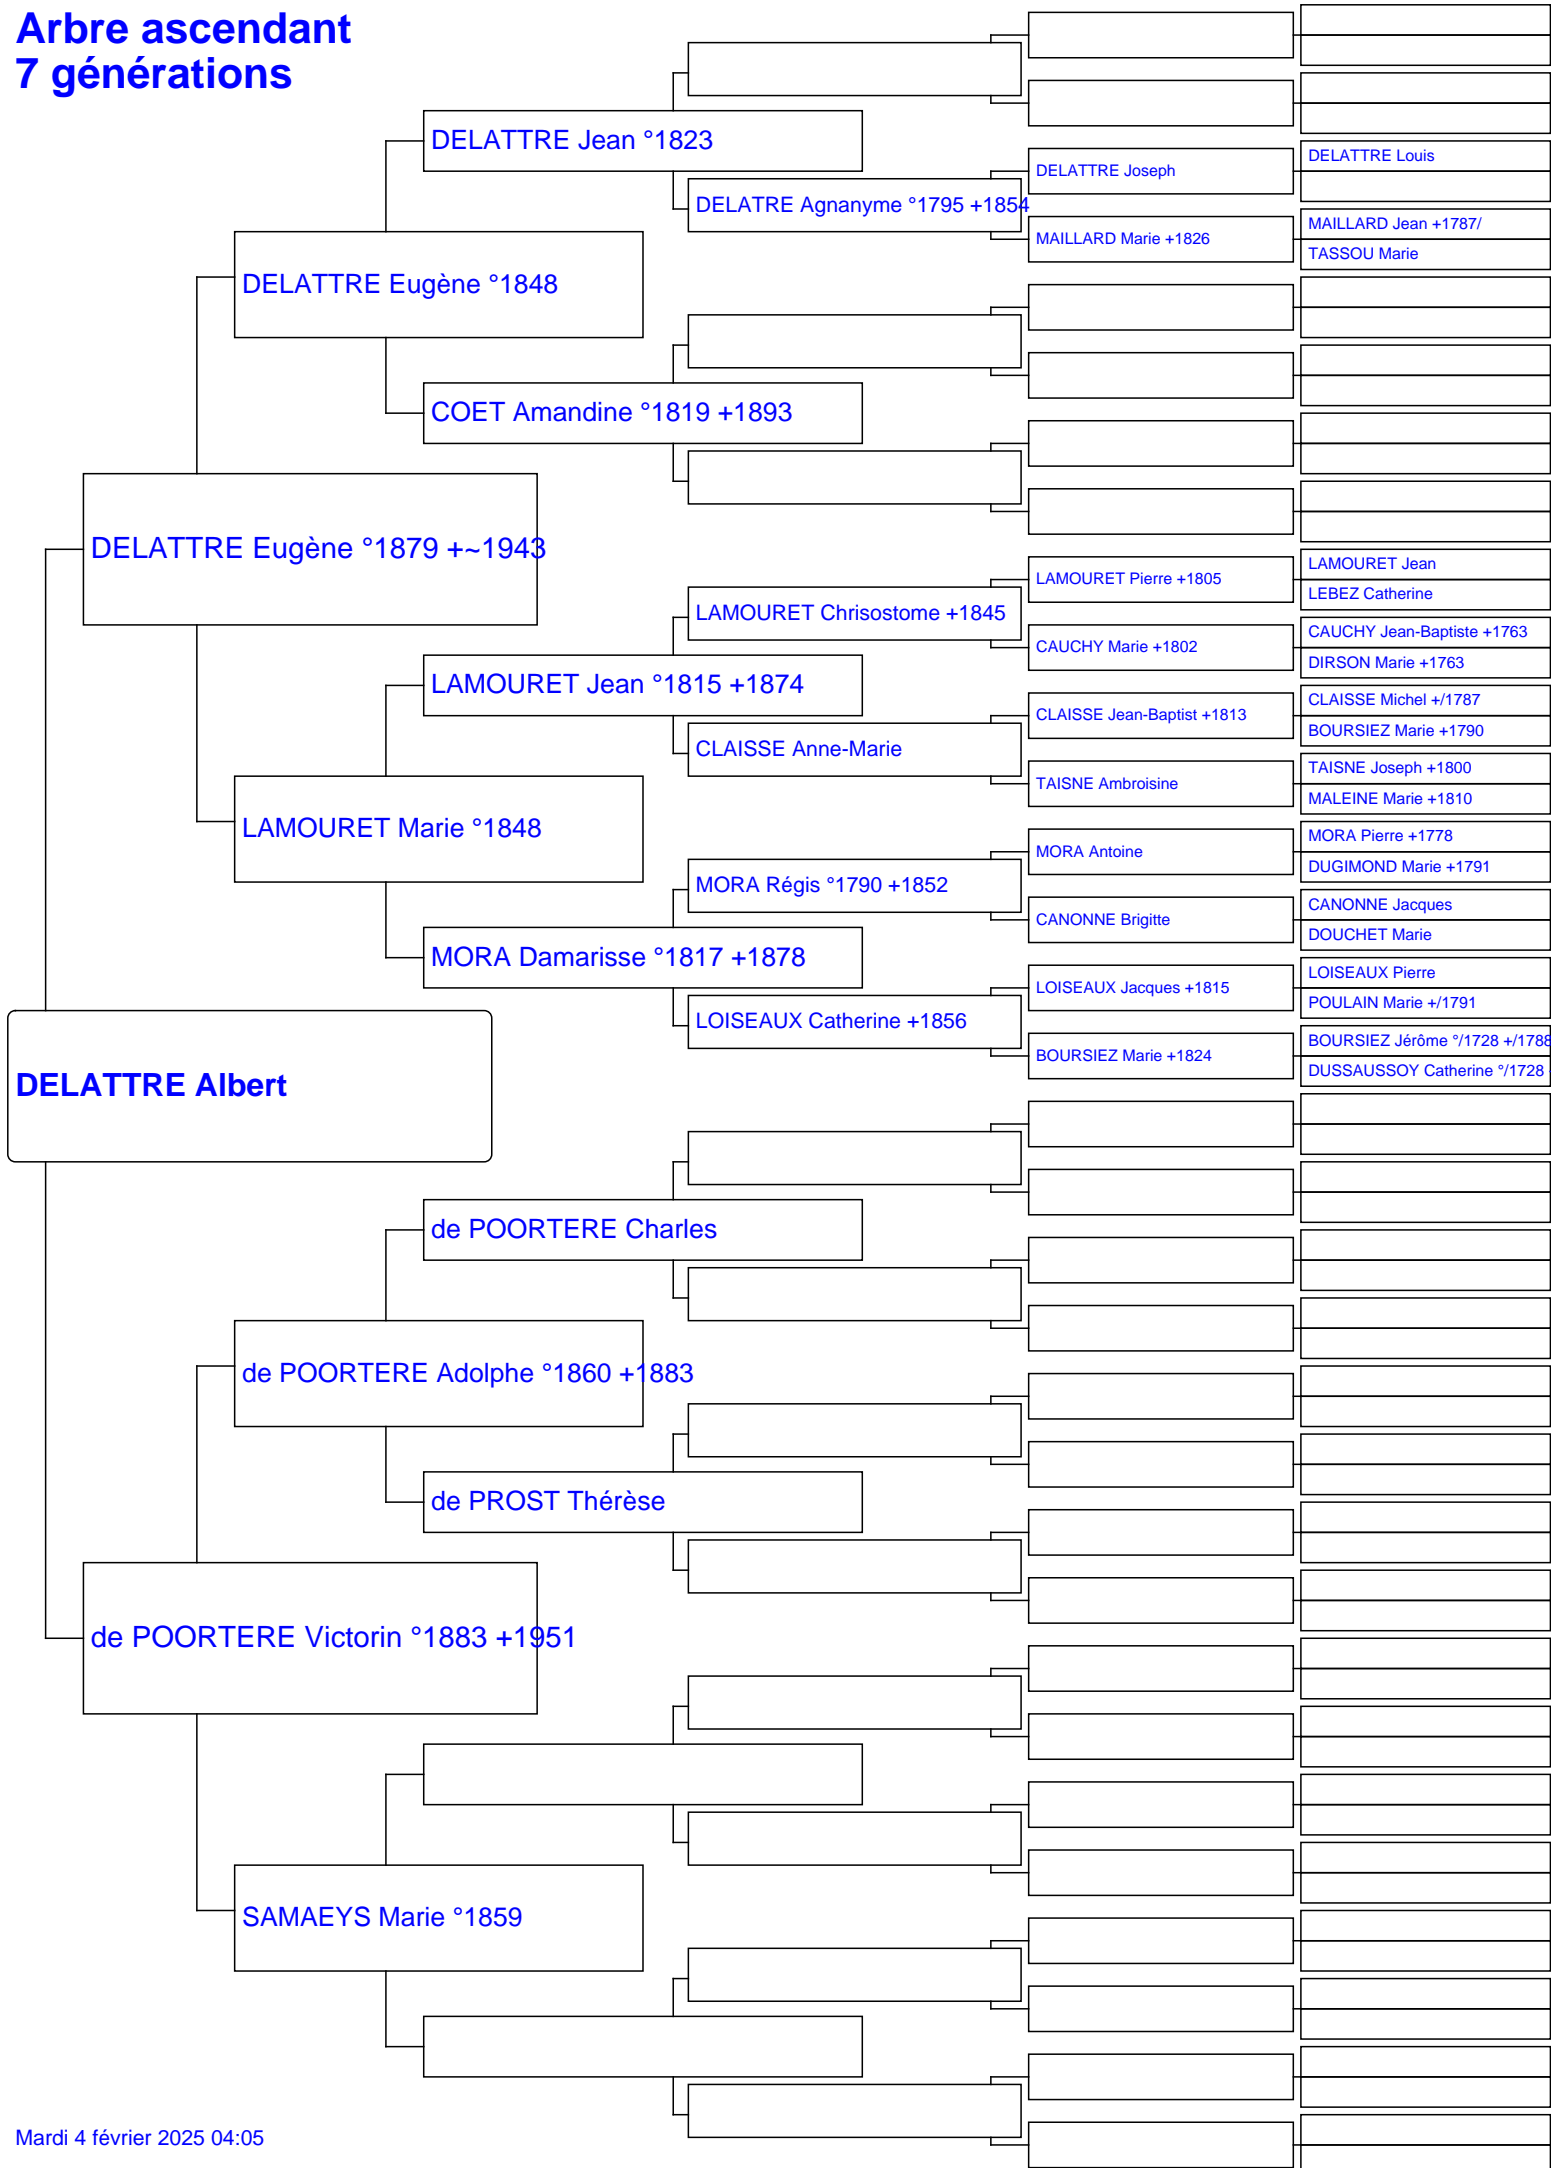 Arbre ascendant
7 générations
DELATTRE Jean °1823
DELATTRE Joseph
DELATTRE Louis
DELATRE Agnanyme °1795 +1854
MAILLARD Marie +1826
MAILLARD Jean +1787/
TASSOU Marie
DELATTRE Eugène °1848
COET Amandine °1819 +1893
DELATTRE Eugène °1879 +~1943
LAMOURET Pierre +1805
LAMOURET Jean
LEBEZ Catherine
LAMOURET Chrisostome +1845
CAUCHY Marie +1802
CAUCHY Jean-Baptiste +1763
DIRSON Marie +1763
LAMOURET Jean °1815 +1874
CLAISSE Jean-Baptist +1813
CLAISSE Michel +/1787
BOURSIEZ Marie +1790
CLAISSE Anne-Marie
TAISNE Ambroisine
TAISNE Joseph +1800
MALEINE Marie +1810
LAMOURET Marie °1848
MORA Antoine
MORA Pierre +1778
DUGIMOND Marie +1791
MORA Régis °1790 +1852
CANONNE Brigitte
CANONNE Jacques
DOUCHET Marie
MORA Damarisse °1817 +1878
LOISEAUX Jacques +1815
LOISEAUX Pierre
POULAIN Marie +/1791
LOISEAUX Catherine +1856
BOURSIEZ Marie +1824
BOURSIEZ Jérôme °/1728 +/1788
DUSSAUSSOY Catherine °/1728
DELATTRE Albert
de POORTERE Charles
de POORTERE Adolphe °1860 +1883
de PROST Thérèse
de POORTERE Victorin °1883 +1951
SAMAEYS Marie °1859
Mardi 4 février 2025 04:05